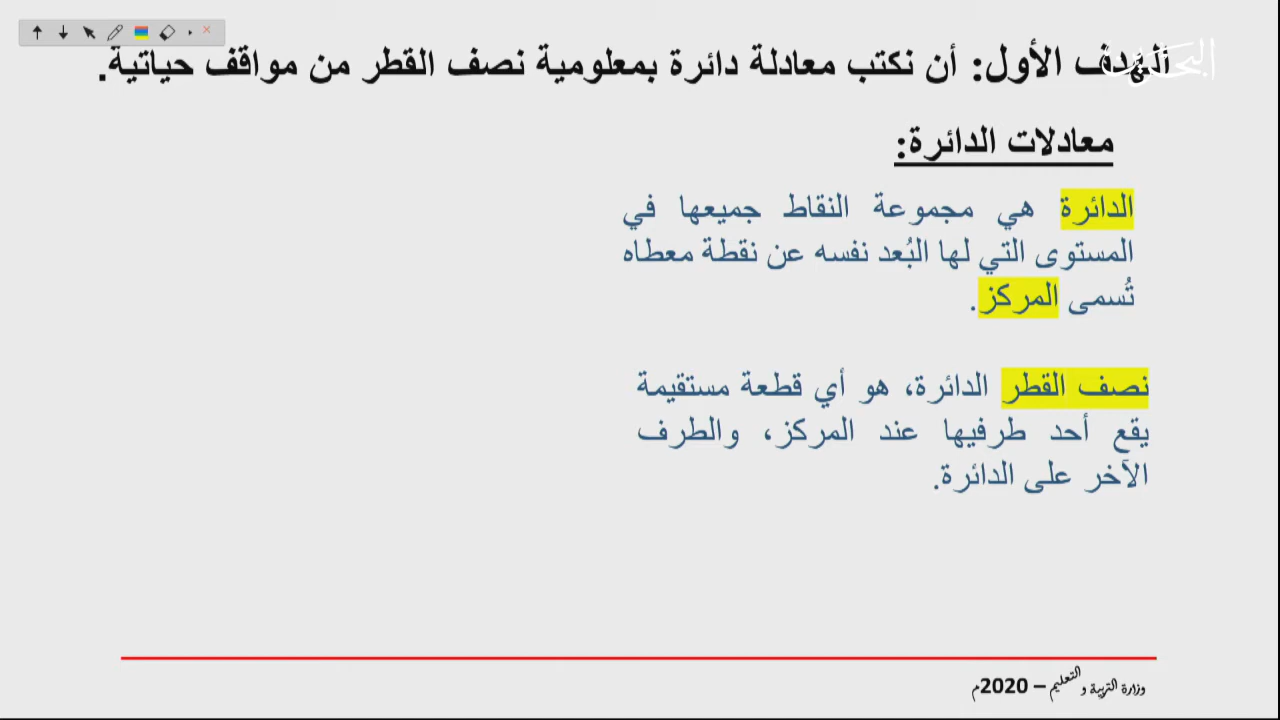 الهدف الأول: أن نكتب معادلة دائرة بمعلومية نصف القطر من مواقف حياتية.
البحرين
معادلات الدائرة:
الدائرة هي مجموعة النقاط جميعها في
المستوى التي لها البُعد نفسه عن نقطة معطاه
تُسمى المركز.
نصف القطر الدائرة، هو أي قطعة مستقيمة
يقع أحد طرفيها عند المركز، والطرف
الآخر على الدائرة.
وزارة التربية و التعليم – 2020م